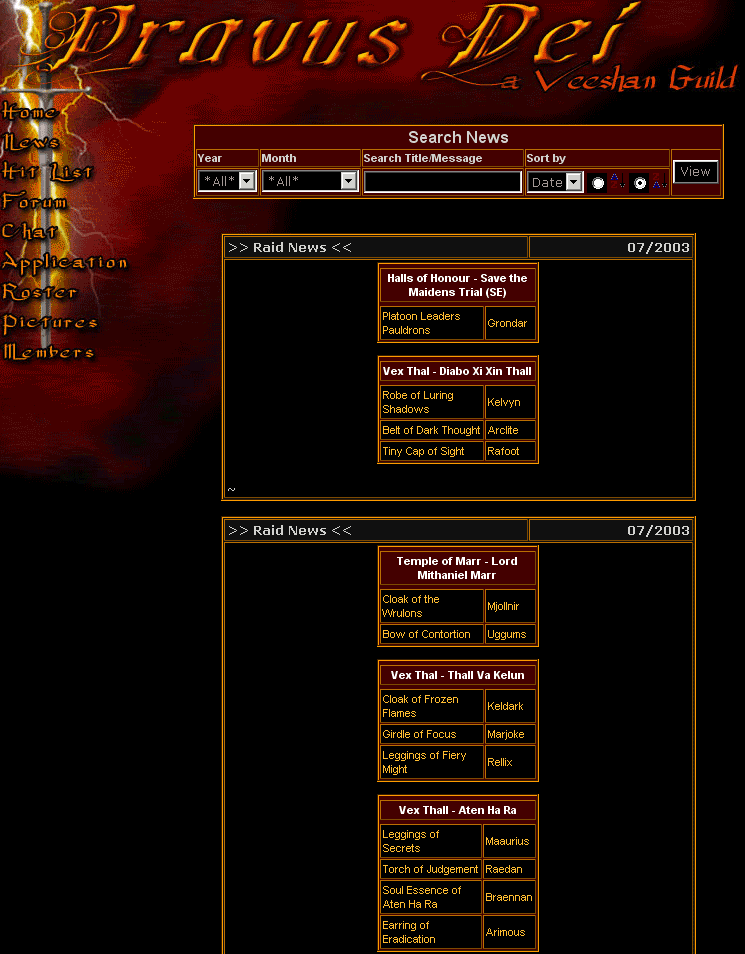 Pravus Dei
a Veeshan Guild
Home
News
Hit List
Forum
Chat
Application
Roster
Pictures
Members
Search News
Year Month Search Title/Message Sort by
*All* *All* Date View
>> Raid News << 07/2003
Halls of Honour - Save the
Maidens Trial (SE)
Platoon Leaders
Pauldrons
Grondar
Vex Thal - Diabo Xi Xin Thall
Robe of Luring
Shadows
Kelvyn
Belt of Dark Thought Arclite
Tiny Cap of Sight Rafoot
~
>> Raid News << 07/2003
Temple of Marr - Lord
Mithaniel Marr
Cloak of the
Wrulons
Mjollnir
Bow of Contortion Uggums
Vex Thal - Thall Va Kelun
Cloak of Frozen
Flames
Keldark
Girdle of Focus Marjoke
Leggings of Fiery
Might
Rellix
Vex Thall - Aten Ha Ra
Leggings of
Secrets
Maaurius
Torch of Judgement Raedan
Soul Essence of
Aten Ha Ra
Braennan
Earring of
Eradication
Arimous